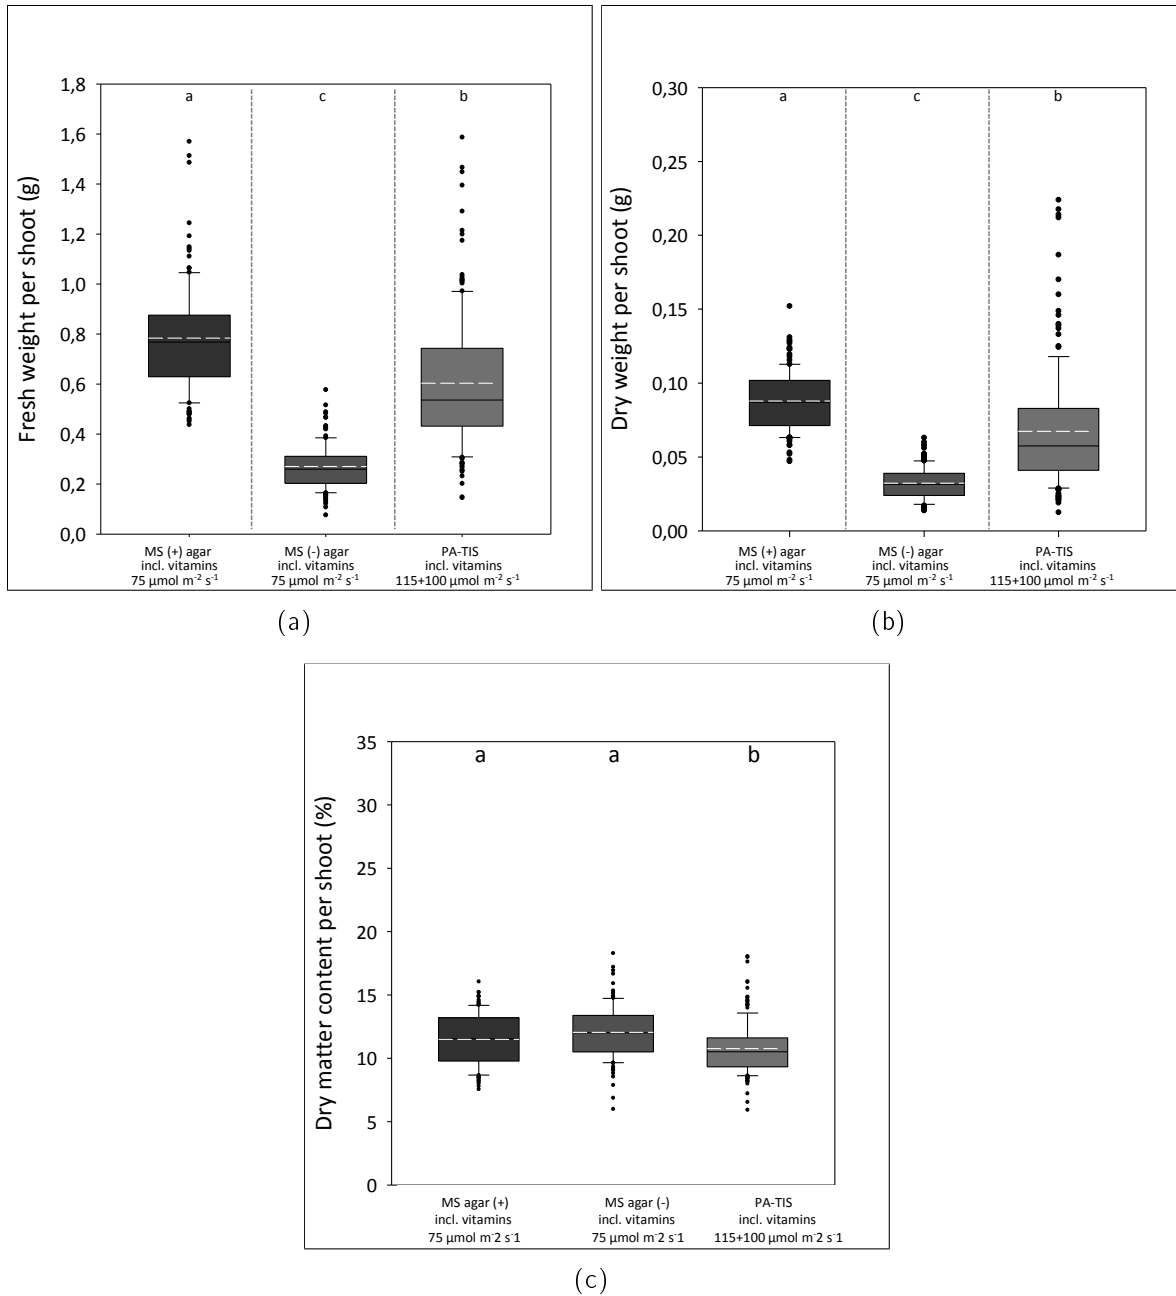 1,8
1,6
1,4
1,2
1,0
0,8
0,6
0,4
0,2
0,0
Fresh weight per shoot (g)
a c b
MS (+) agar
incl. vitamins
75 µmol m⁻² s⁻¹
MS (-) agar
incl. vitamins
75 µmol m⁻² s⁻¹
PA-TIS
incl. vitamins
115+100 µmol m⁻² s⁻¹
(a)
0,30
0,25
0,20
0,15
0,10
0,05
0,00
Dry weight per shoot (g)
a c b
MS (+) agar
incl. vitamins
75 µmol m⁻² s⁻¹
MS (-) agar
incl. vitamins
75 µmol m⁻² s⁻¹
PA-TIS
incl. vitamins
115+100 µmol m⁻² s⁻¹
(b)
35
30
25
20
15
10
5
0
Dry matter content per shoot (%)
a a b
MS agar (+)
incl. vitamins
75 µmol m⁻2 s⁻1
MS agar (-)
incl. vitamins
75 µmol m⁻2 s⁻1
PA-TIS
incl. vitamins
115+100 µmol m⁻2 s⁻1
(c)